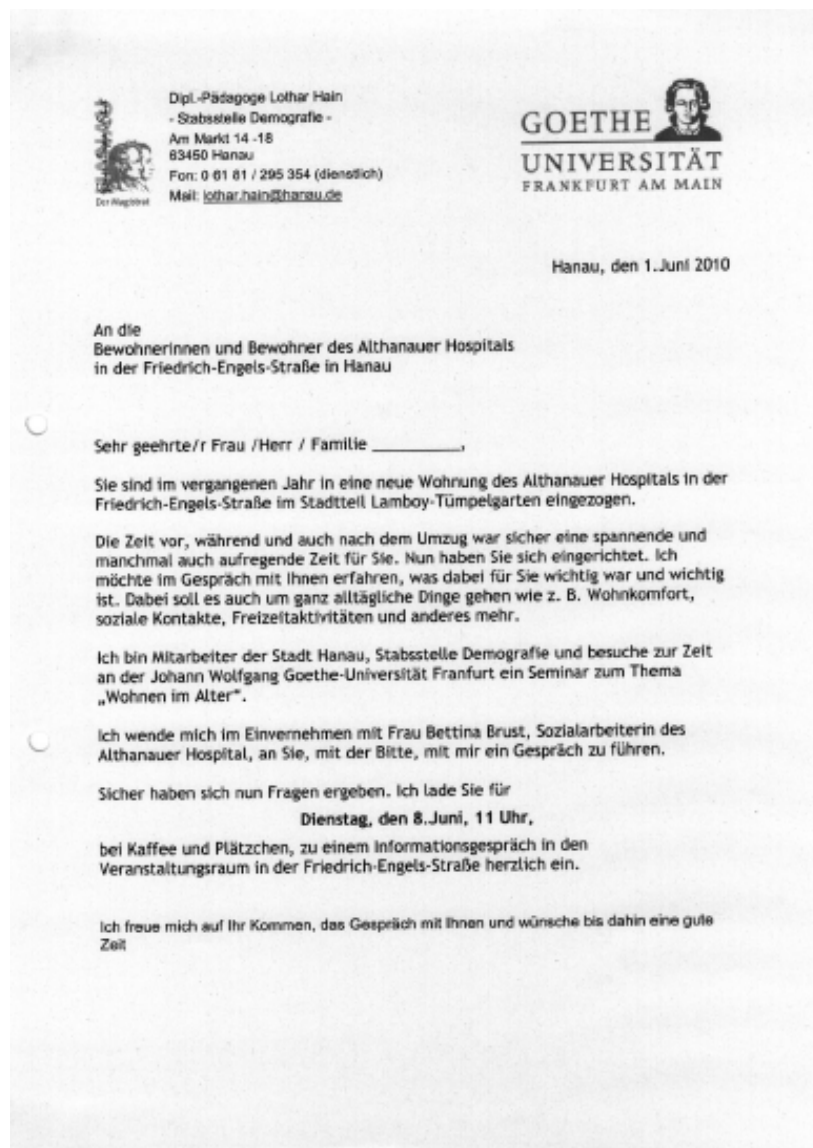 Dipl.-Pädagoge Lothar Hain
- Stabsstelle Demografie -
Am Markt 14 -18
63450 Hanau
Fon: 0 61 81 / 295 354 (dienstlich)
Mail: lothar.hain@hanau.de
Der Magistrat
GOETHE
UNIVERSITÄT
FRANKFURT AM MAIN
Hanau, den 1.Juni 2010
An die
Bewohnerinnen und Bewohner des Althanauer Hospitals
in der Friedrich-Engels-Straße in Hanau
Sehr geehrte/r Frau /Herr / Familie __________,
Sie sind im vergangenen Jahr in eine neue Wohnung des Althanauer Hospitals in der
Friedrich-Engels-Straße im Stadtteil Lamboy-Tümpelgarten eingezogen.
Die Zeit vor, während und auch nach dem Umzug war sicher eine spannende und
manchmal auch aufregende Zeit für Sie. Nun haben Sie sich eingerichtet. Ich
möchte im Gespräch mit Ihnen erfahren, was dabei für Sie wichtig war und wichtig
ist. Dabei soll es auch um ganz alltägliche Dinge gehen wie z. B. Wohnkomfort,
soziale Kontakte, Freizeitaktivitäten und anderes mehr.
Ich bin Mitarbeiter der Stadt Hanau, Stabsstelle Demografie und besuche zur Zeit
an der Johann Wolfgang Goethe-Universität Franfurt ein Seminar zum Thema
„Wohnen im Alter“.
Ich wende mich im Einvernehmen mit Frau Bettina Brust, Sozialarbeiterin des
Althanauer Hospital, an Sie, mit der Bitte, mit mir ein Gespräch zu führen.
Sicher haben sich nun Fragen ergeben. Ich lade Sie für
Dienstag, den 8.Juni, 11 Uhr,
bei Kaffee und Plätzchen, zu einem Informationsgespräch in den
Veranstaltungsraum in der Friedrich-Engels-Straße herzlich ein.
Ich freue mich auf Ihr Kommen, das Gespräch mit Ihnen und wünsche bis dahin eine gute
Zeit